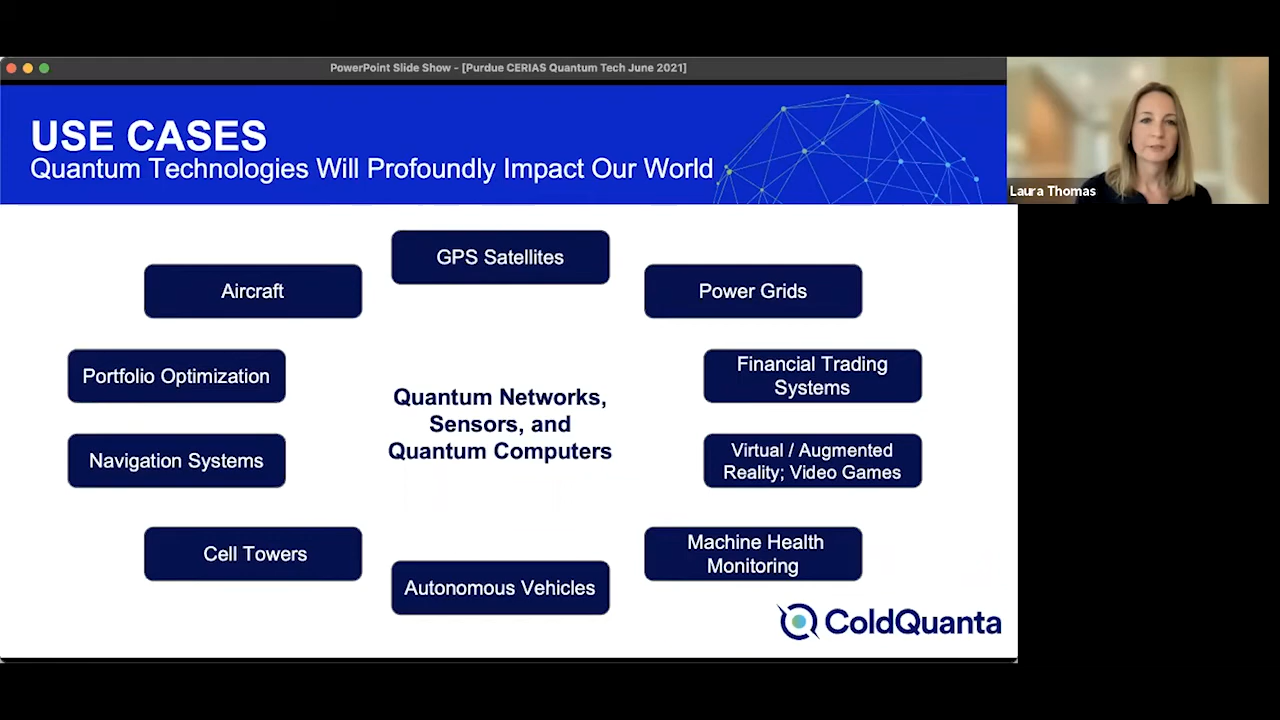 PowerPoint Slide Show - [Purdue CERIAS Quantum Tech June 2021]
USE CASES
Quantum Technologies Will Profoundly Impact Our World
Laura Thomas
GPS Satellites
Aircraft
Power Grids
Portfolio Optimization
Financial Trading
Systems
Quantum Networks,
Sensors, and
Quantum Computers
Navigation Systems
Virtual / Augmented
Reality; Video Games
Cell Towers
Machine Health
Monitoring
Autonomous Vehicles
ColdQuanta